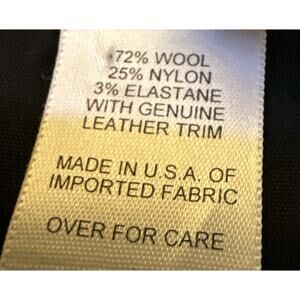 72% WOOL
25% NYLON
3% ELASTANE
WITH GENUINE
LEATHER TRIM
MADE IN U.S.A. OF
IMPORTED FABRIC
OVER FOR CARE